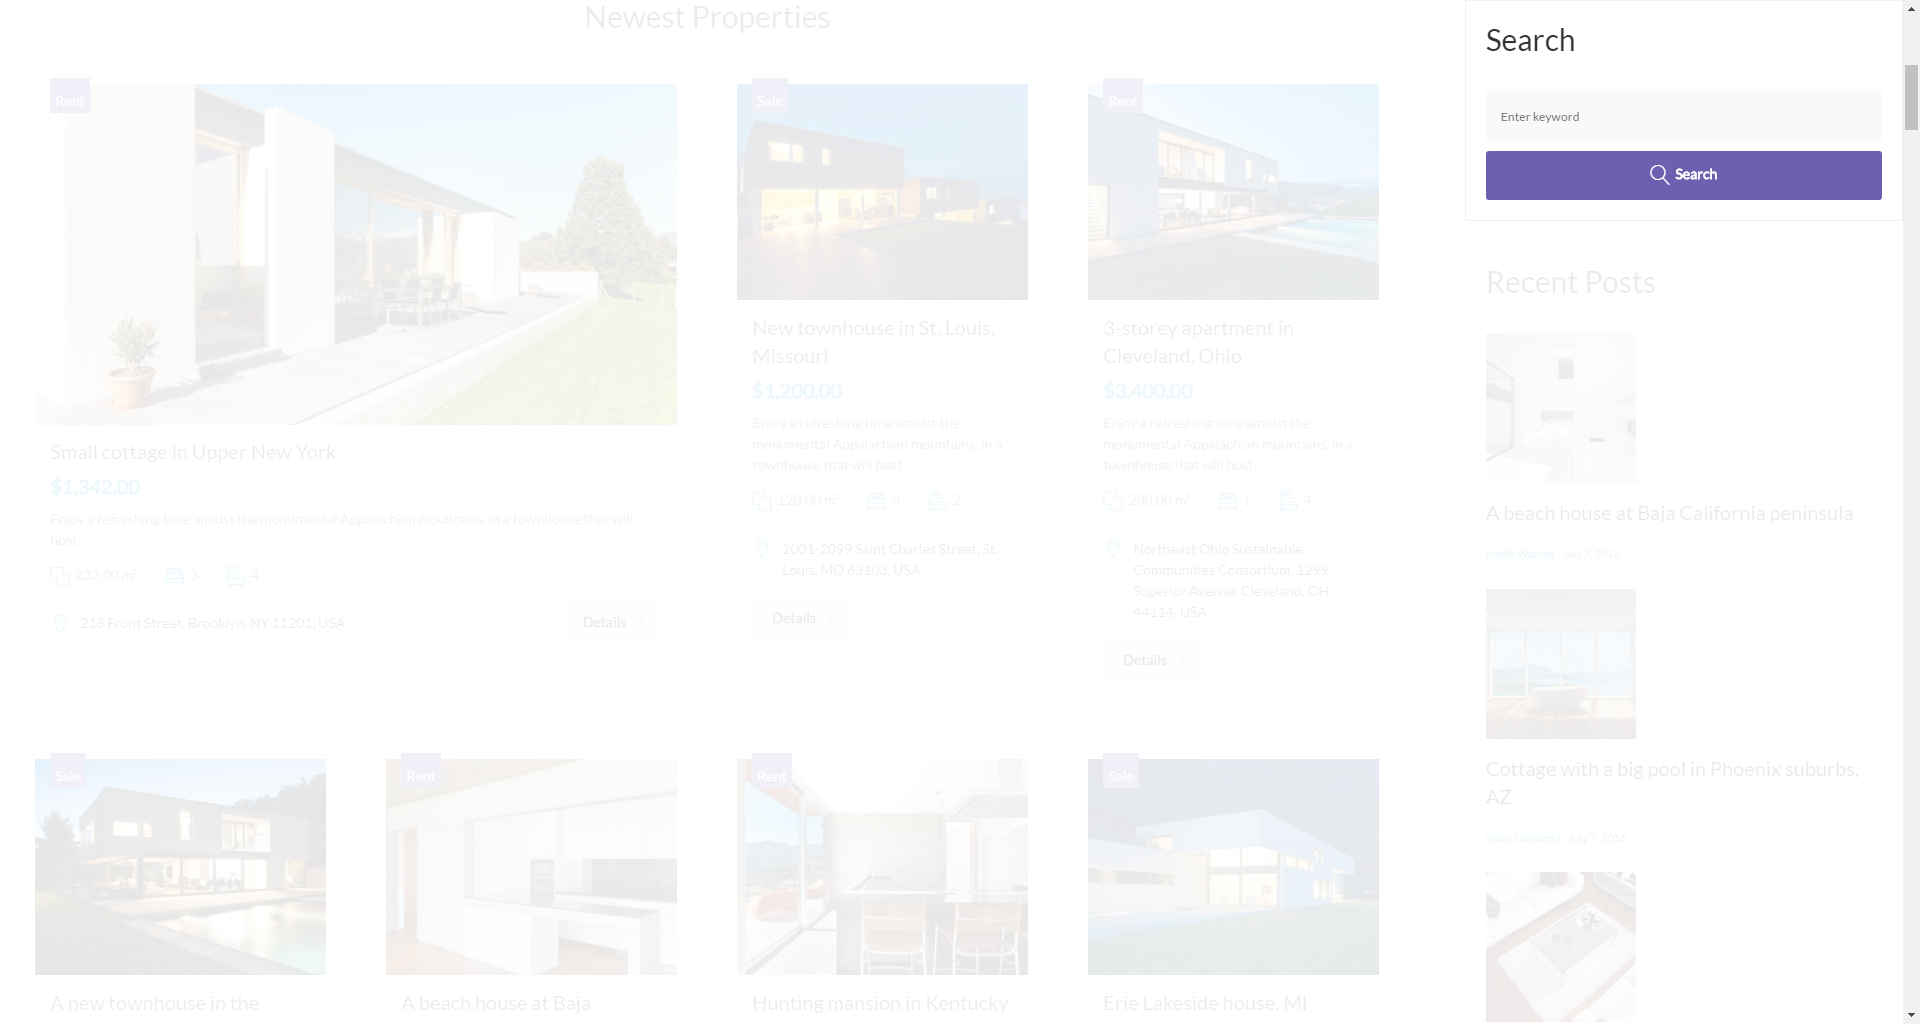 Newest Properties
Rent
Small cottage in Upper New York
$1,342.00
Enjoy a refreshing time amidst the monumental Appalachian mountains, in a townhouse that will
host...
232.00 m² 3 4
218 Front Street, Brooklyn, NY 11201, USA
Details
Sale
New townhouse in St. Louis,
Missouri
$1,200.00
Enjoy a refreshing time amidst the
monumental Appalachian mountains, in a
townhouse that will host...
120.00 m² 3 2
2001-2099 Saint Charles Street, St.
Louis, MO 63103, USA
Details
Rent
3-storey apartment in
Cleveland, Ohio
$3,400.00
Enjoy a refreshing time amidst the
monumental Appalachian mountains, in a
townhouse that will host...
230.00 m² 1 4
Northeast Ohio Sustainable
Communities Consortium, 1299
Superior Avenue, Cleveland, OH
44114, USA
Details
Sale
A new townhouse in the
Rent
A beach house at Baja
Rent
Hunting mansion in Kentucky
Sale
Erie Lakeside house, MI
Search
Enter keyword
Search
Recent Posts
A beach house at Baja California peninsula
Emilia Warren - July 7, 2016
Cottage with a big pool in Phoenix suburbs,
AZ
Stacy Goldwein - July 7, 2016